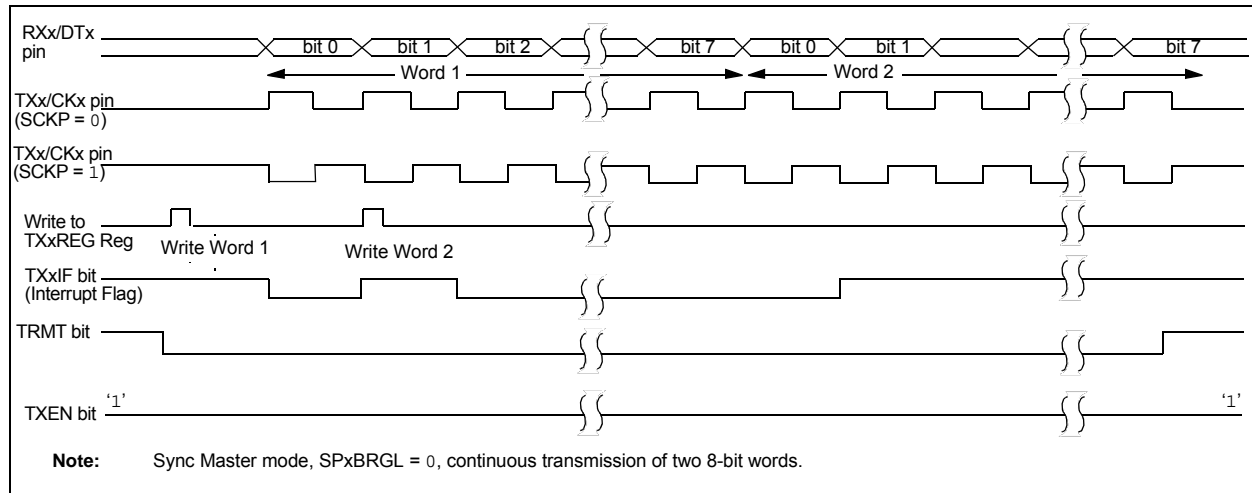 RXx/DTx
pin
bit 0 bit 1 bit 2 bit 7 bit 0 bit 1 bit 7
Word 1 Word 2
TXx/CKx pin
(SCKP = 0)
TXx/CKx pin
(SCKP = 1)
Write to
TXxREG Reg
Write Word 1 Write Word 2
TXxIF bit
(Interrupt Flag)
TRMT bit
TXEN bit
‘1’ ‘1’
Note: Sync Master mode, SPxBRGL = 0, continuous transmission of two 8-bit words.